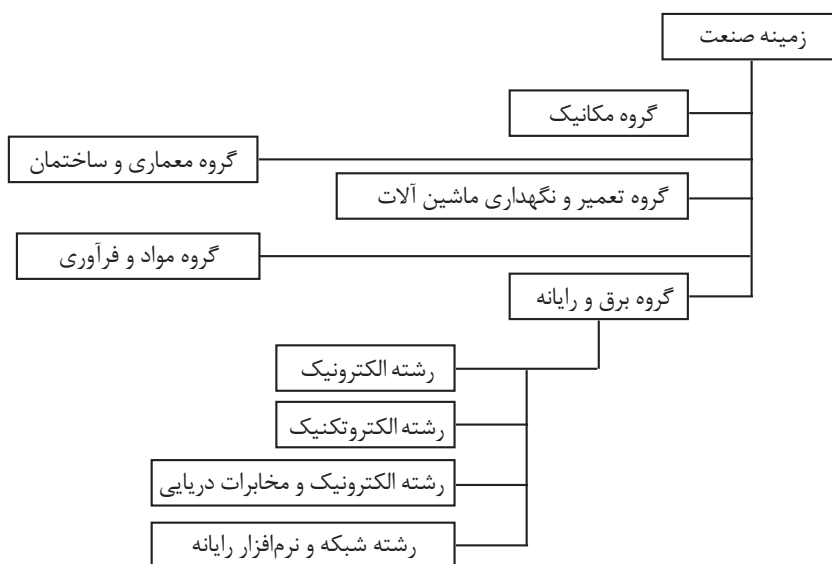 زمینه صنعت
گروه مکانیک
گروه معماری و ساختمان
گروه تعمیر و نگهداری ماشین آلات
گروه مواد و فرآوری
گروه برق و رایانه
رشته الکترونیک
رشته الکتروتکنیک
رشته الکترونیک و مخابرات دریایی
رشته شبکه و نرم‌افزار رایانه